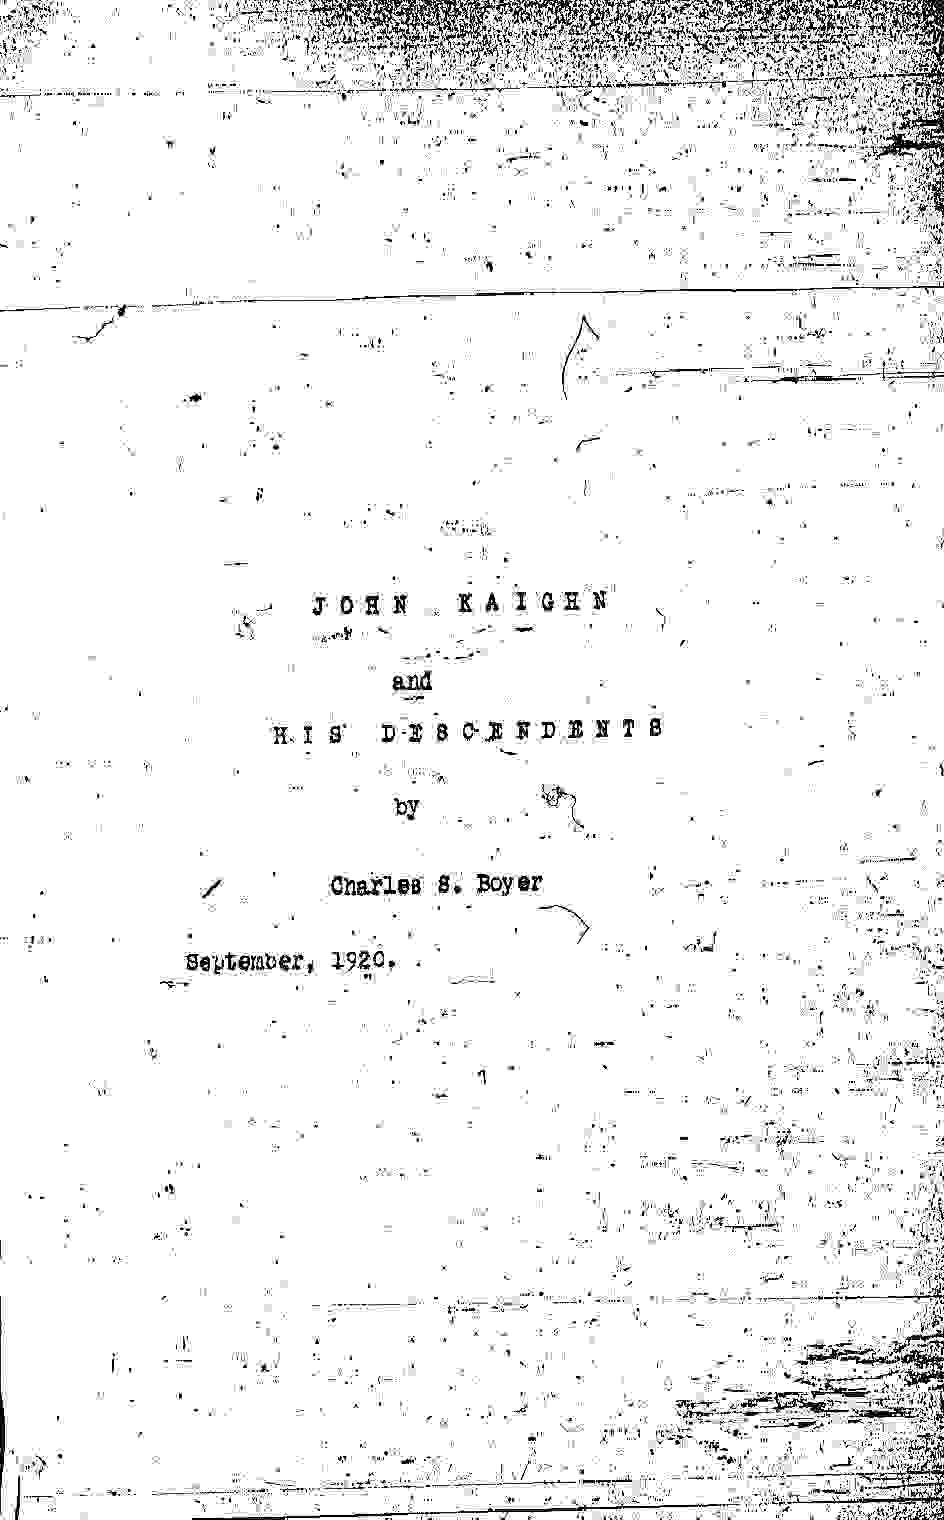 JOHN KAIGHN
and
HIS DESCENDENTS
by
Charles S. Boyer
September, 1920.